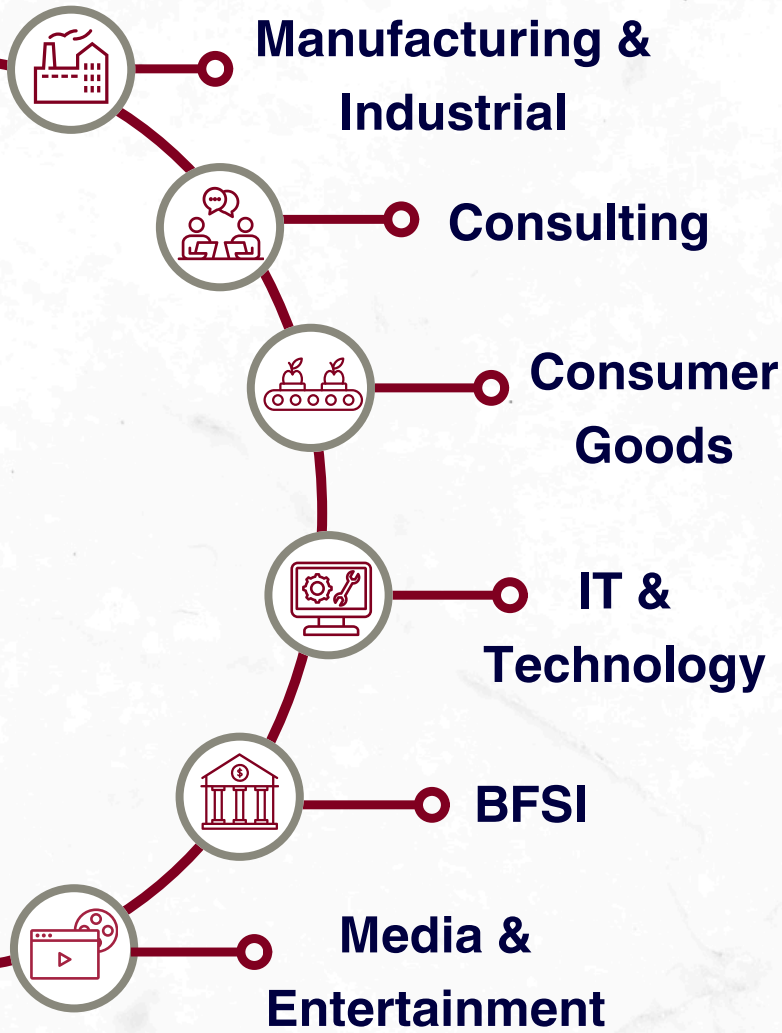 Manufacturing &
Industrial
Consulting
Consumer
Goods
IT &
Technology
$
BFSI
Media &
Entertainment